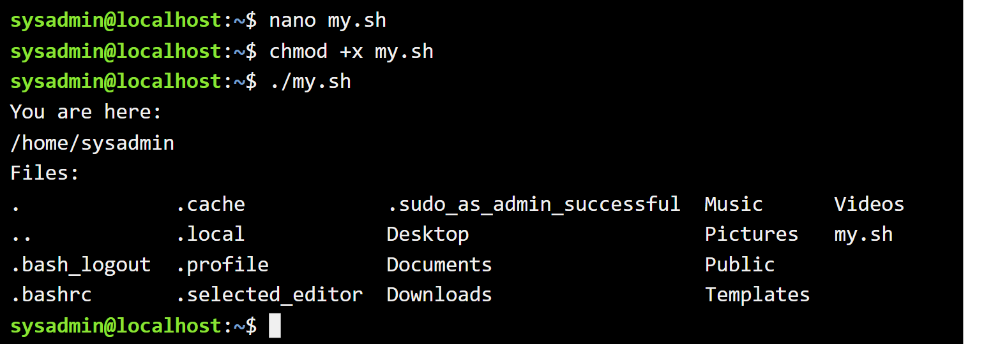 sysadmin@localhost:~$ nano my.sh
sysadmin@localhost:~$ chmod +x my.sh
sysadmin@localhost:~$ ./my.sh
You are here:
/home/sysadmin
Files:
.             .cache            .sudo_as_admin_successful  Music      Videos
..            .local            Desktop                    Pictures   my.sh
.bash_logout  .profile          Documents                  Public
.bashrc       .selected_editor  Downloads                  Templates
sysadmin@localhost:~$